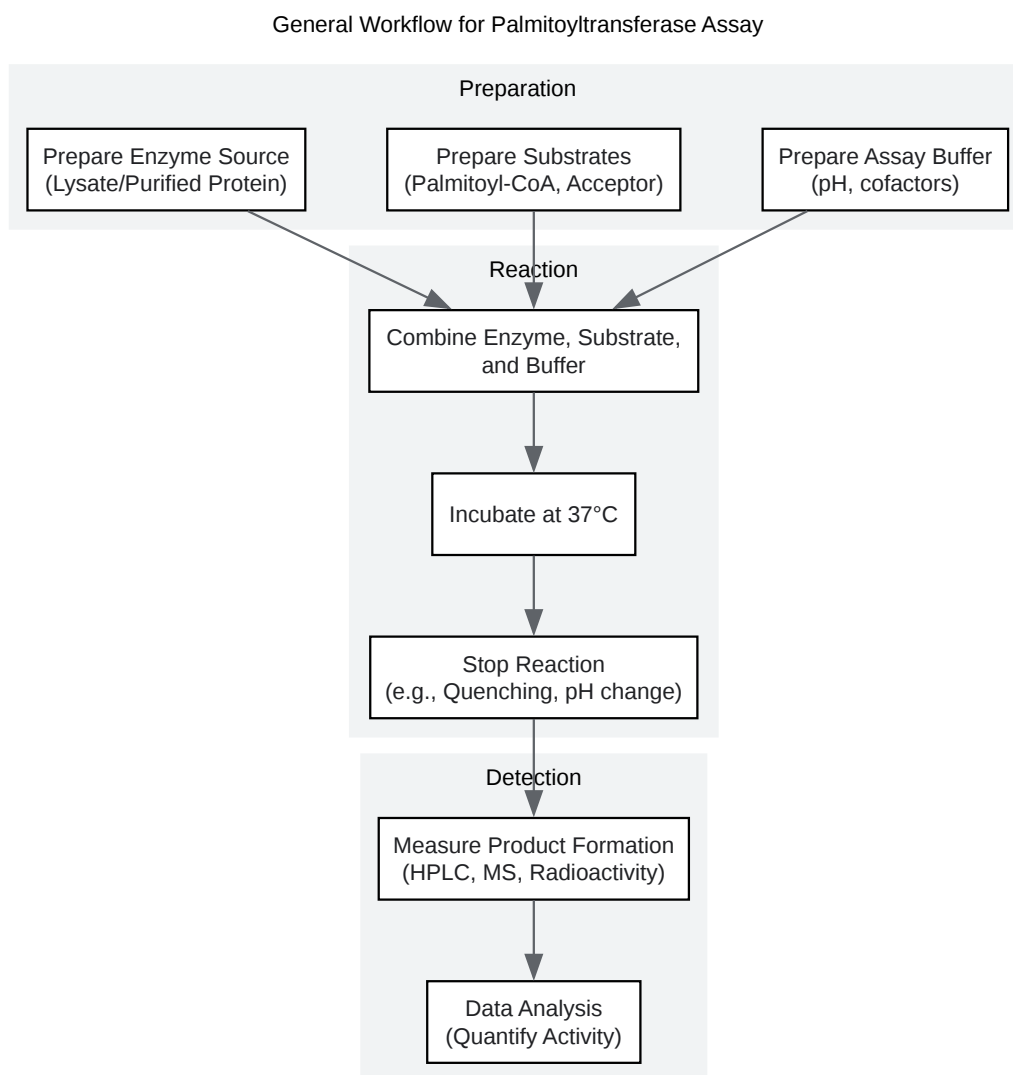 General Workflow for Palmitoyltransferase Assay
Preparation
Prepare Enzyme Source
(Lysate/Purified Protein)
Prepare Substrates
(Palmitoyl-CoA, Acceptor)
Prepare Assay Buffer
(pH, cofactors)
Reaction
Combine Enzyme, Substrate,
and Buffer
Incubate at 37°C
Stop Reaction
(e.g., Quenching, pH change)
Detection
Measure Product Formation
(HPLC, MS, Radioactivity)
Data Analysis
(Quantify Activity)